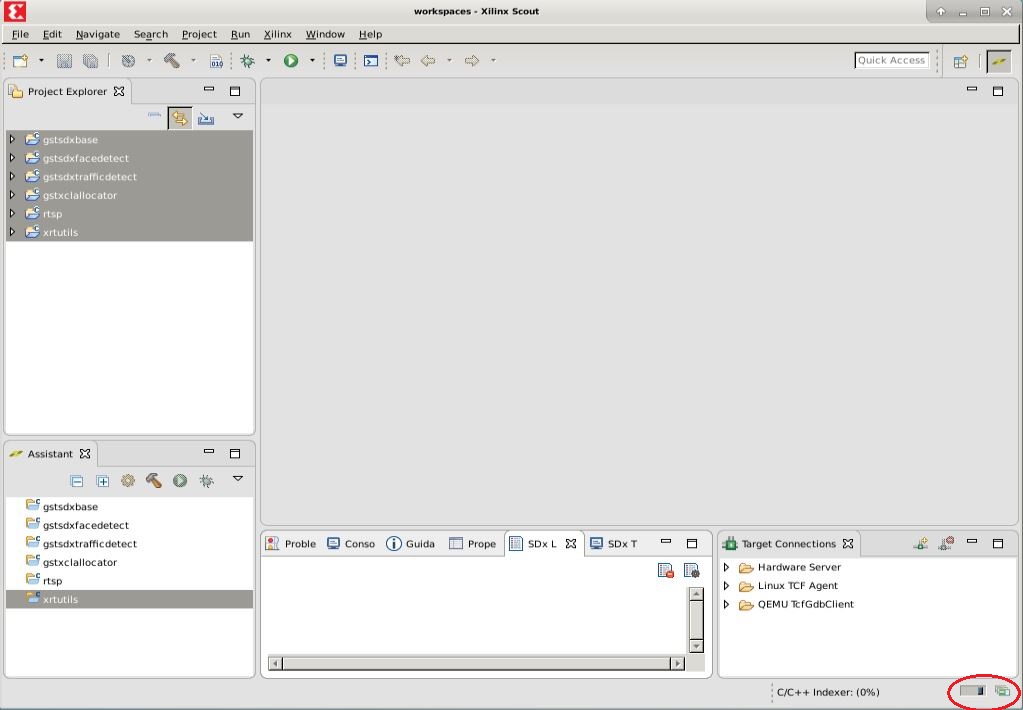 workspaces - Xilinx Scout
File Edit Navigate Search Project Run Xilinx Window Help
010
Quick Access
Project Explorer
gstsdxbase
gstsdxfacedetect
gstsdxtrafficdetect
gstxclallocator
rtsp
xrtutils
Assistant
gstsdxbase
gstsdxfacedetect
gstsdxtrafficdetect
gstxclallocator
rtsp
xrtutils
Proble Conso Guida Prope SDx L SDx T
Target Connections
Hardware Server
Linux TCF Agent
QEMU TcfGdbClient
C/C++ Indexer: (0%)